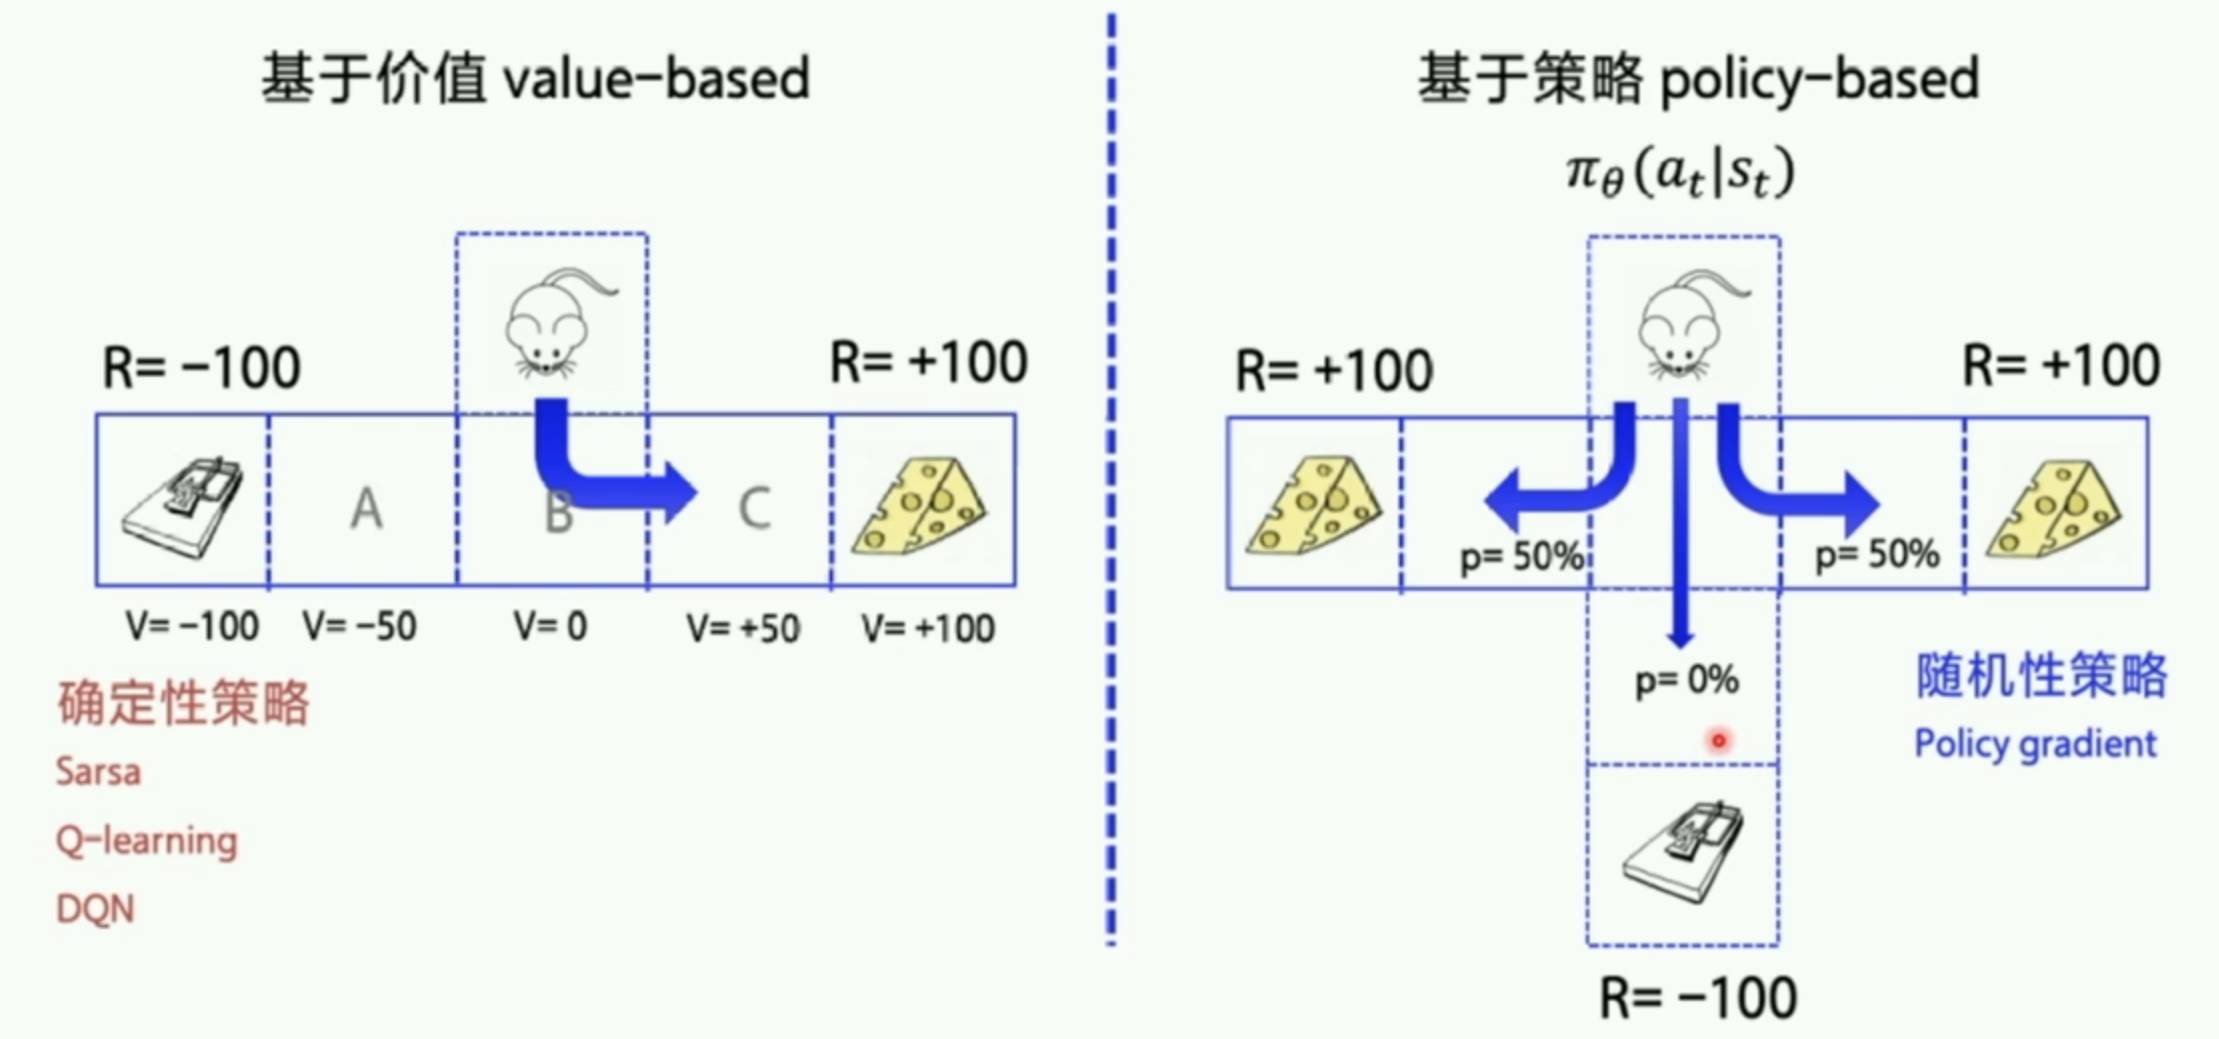 基于价值 value-based
R= -100
R= +100
A
B
C
V= -100
V= -50
V= 0
V= +50
V= +100
确定性策略
Sarsa
Q-learning
DQN
基于策略 policy-based
πθ(at|st)
R= +100
R= +100
p= 50%
p= 50%
p= 0%
随机性策略
Policy gradient
R= -100